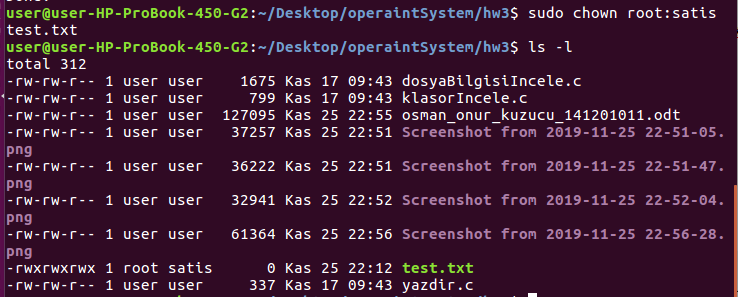 user@user-HP-ProBook-450-G2:~/Desktop/operaintSystem/hw3$ sudo chown root:satis
test.txt
user@user-HP-ProBook-450-G2:~/Desktop/operaintSystem/hw3$ ls -l
total 312
-rw-rw-r-- 1 user user 1675 Kas 17 09:43 dosyaBilgisiIncele.c
-rw-rw-r-- 1 user user 799 Kas 17 09:43 klasorIncele.c
-rw-rw-r-- 1 user user 127095 Kas 25 22:55 osman_onur_kuzucu_141201011.odt
-rw-rw-r-- 1 user user 37257 Kas 25 22:51 Screenshot from 2019-11-25 22-51-05.
png
-rw-rw-r-- 1 user user 36222 Kas 25 22:51 Screenshot from 2019-11-25 22-51-47.
png
-rw-rw-r-- 1 user user 32941 Kas 25 22:52 Screenshot from 2019-11-25 22-52-04.
png
-rw-rw-r-- 1 user user 61364 Kas 25 22:56 Screenshot from 2019-11-25 22-56-28.
png
-rwxrwxrwx 1 root satis 0 Kas 25 22:12 test.txt
-rw-rw-r-- 1 user user 337 Kas 17 09:43 yazdir.c